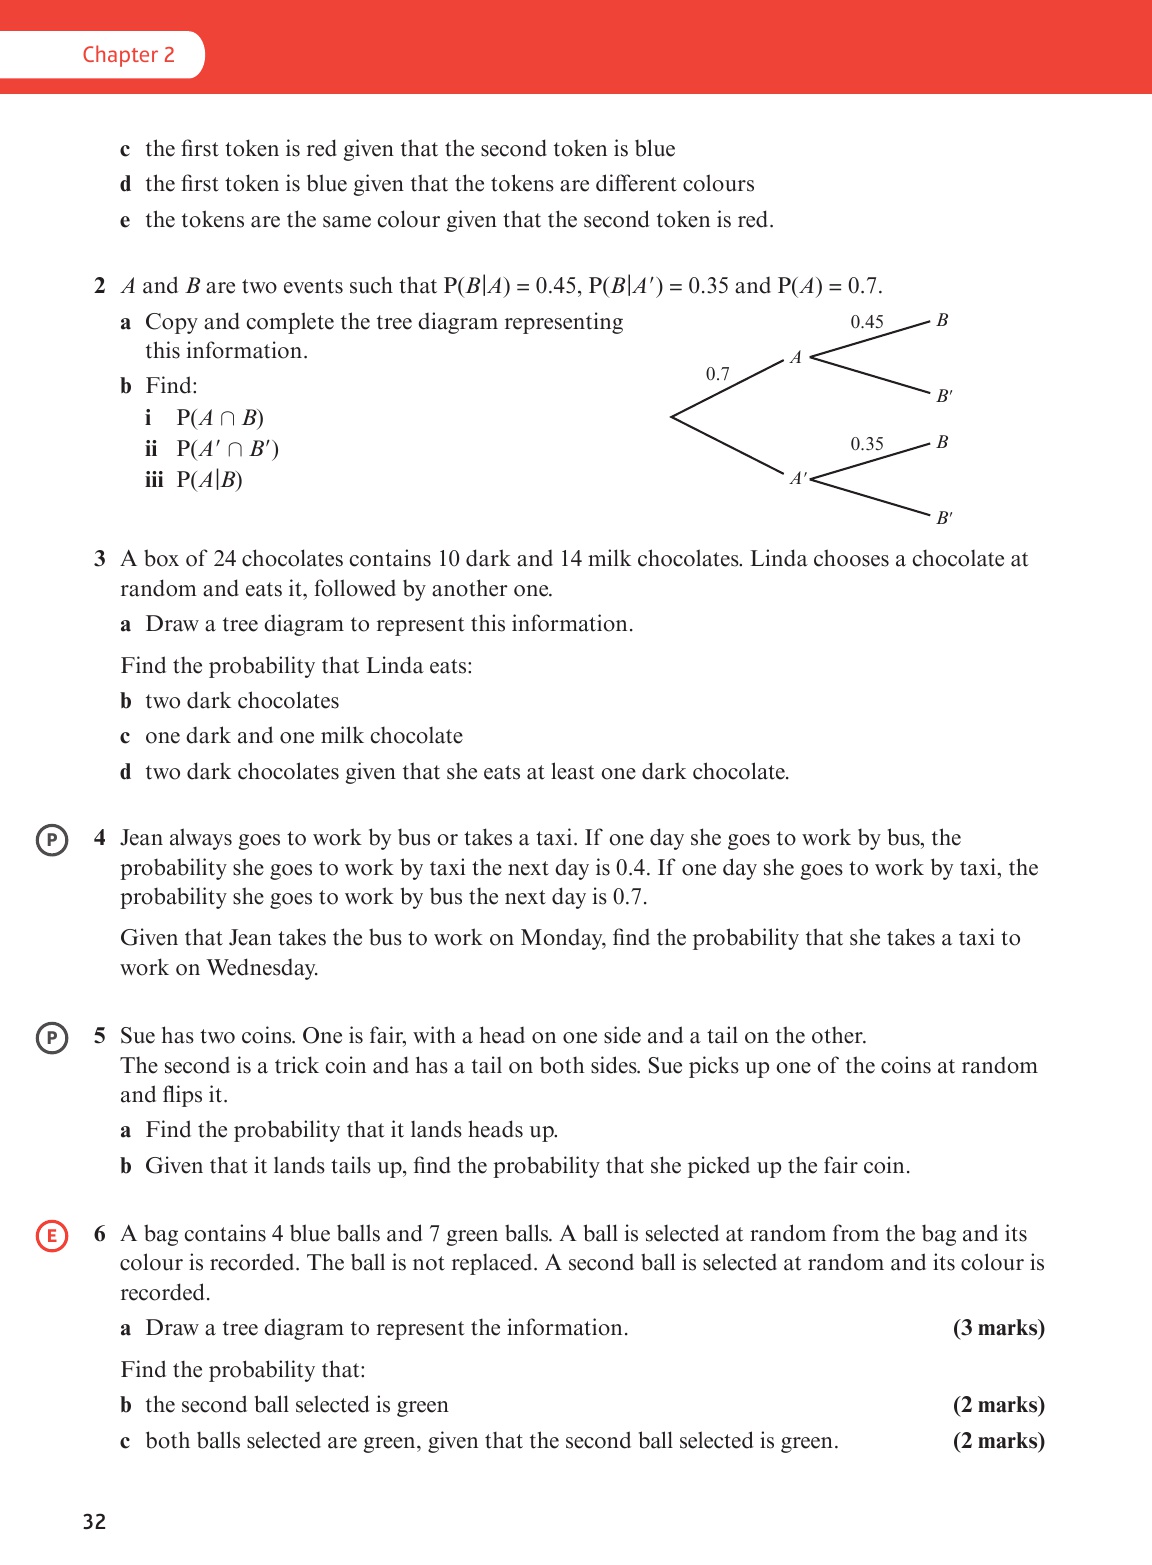 Chapter 2
c the first token is red given that the second token is blue
d the first token is blue given that the tokens are different colours
e the tokens are the same colour given that the second token is red.
2 A and B are two events such that P(B|A) = 0.45, P(B|A′) = 0.35 and P(A) = 0.7.
a Copy and complete the tree diagram representing
this information.
b Find:
i P(A ∩ B)
ii P(A′ ∩ B′)
iii P(A|B)
0.7
A
0.45
B
B′
A′
0.35
B
B′
3 A box of 24 chocolates contains 10 dark and 14 milk chocolates. Linda chooses a chocolate at
random and eats it, followed by another one.
a Draw a tree diagram to represent this information.
Find the probability that Linda eats:
b two dark chocolates
c one dark and one milk chocolate
d two dark chocolates given that she eats at least one dark chocolate.
P 4 Jean always goes to work by bus or takes a taxi. If one day she goes to work by bus, the
probability she goes to work by taxi the next day is 0.4. If one day she goes to work by taxi, the
probability she goes to work by bus the next day is 0.7.
Given that Jean takes the bus to work on Monday, find the probability that she takes a taxi to
work on Wednesday.
P 5 Sue has two coins. One is fair, with a head on one side and a tail on the other.
The second is a trick coin and has a tail on both sides. Sue picks up one of the coins at random
and flips it.
a Find the probability that it lands heads up.
b Given that it lands tails up, find the probability that she picked up the fair coin.
E 6 A bag contains 4 blue balls and 7 green balls. A ball is selected at random from the bag and its
colour is recorded. The ball is not replaced. A second ball is selected at random and its colour is
recorded.
a Draw a tree diagram to represent the information. (3 marks)
Find the probability that:
b the second ball selected is green (2 marks)
c both balls selected are green, given that the second ball selected is green. (2 marks)
32